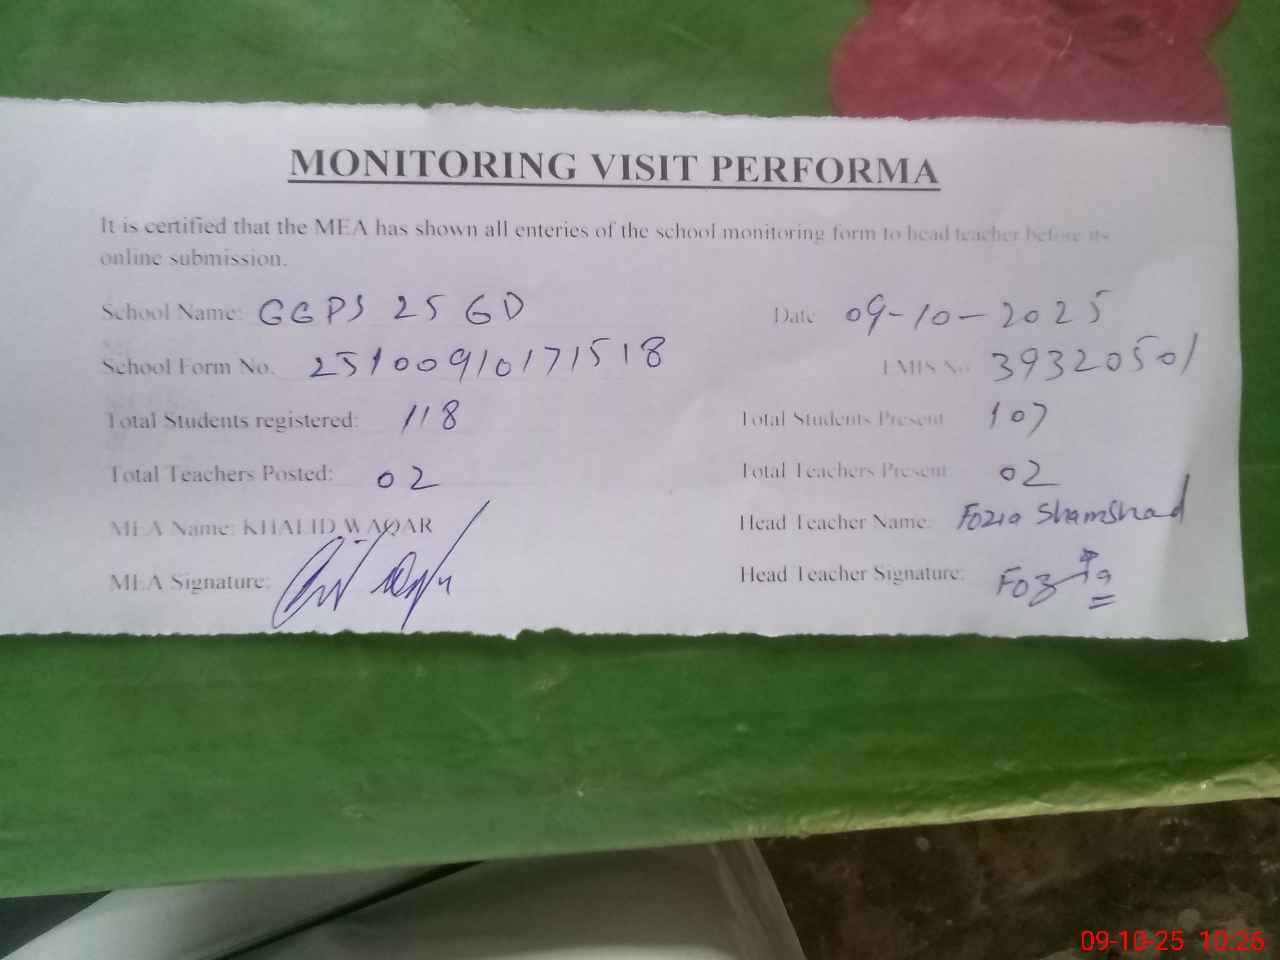 MONITORING VISIT PERFORMA
It is certified that the MEA has shown all enteries of the school monitoring form to head teacher before its
online submission.
School Name: GGPS 25 GD Date 09-10-2025
School Form No. 25100910171518 EMIS No 39320501
Total Students registered: 118 Total Students Present 107
Total Teachers Posted: 02 Total Teachers Present 02
MEA Name: KHALID WAQAR Head Teacher Name: Fozia Shamshad
MEA Signature: Head Teacher Signature: Fozia
09-10-25 10:26